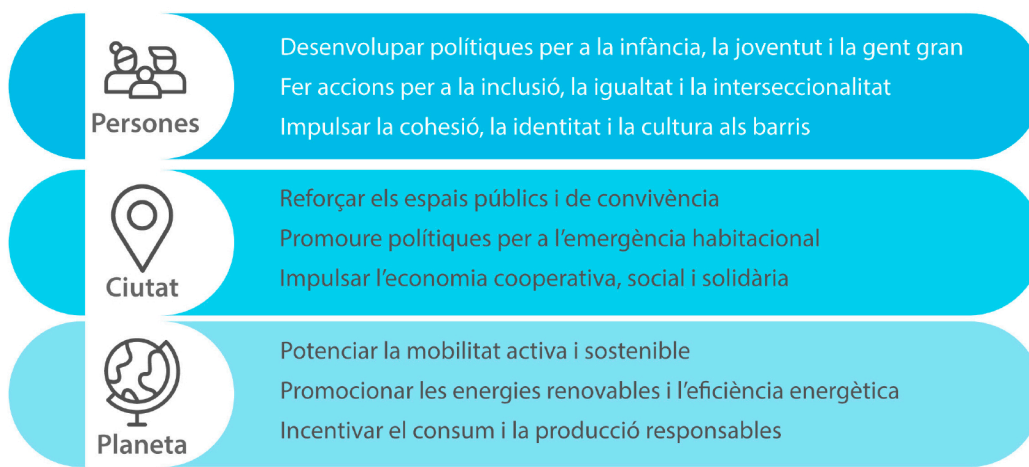 Persones
Desenvolupar polítiques per a la infància, la joventut i la gent gran
Fer accions per a la inclusió, la igualtat i la interseccionalitat
Impulsar la cohesió, la identitat i la cultura als barris
Ciutat
Reforçar els espais públics i de convivència
Promoure polítiques per a l’emergència habitacional
Impulsar l’economia cooperativa, social i solidària
Planeta
Potenciar la mobilitat activa i sostenible
Promocionar les energies renovables i l’eficiència energètica
Incentivar el consum i la producció responsables